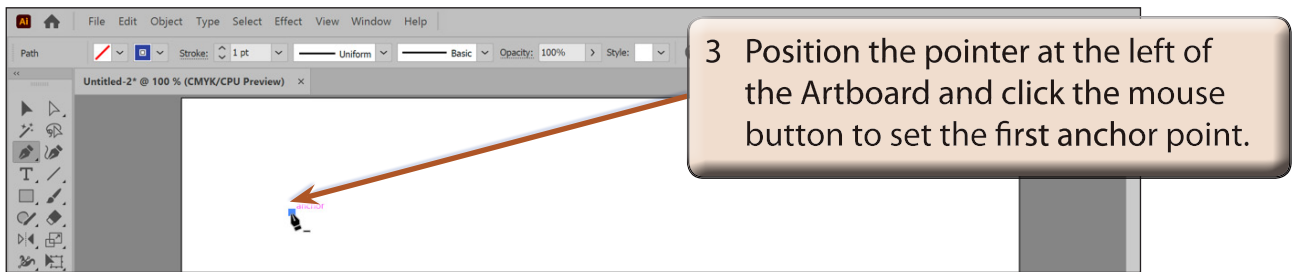 Ai File Edit Object Type Select Effect View Window Help
Path Stroke: 1 pt Uniform Basic Opacity: 100% Style:
Untitled-2* @ 100 % (CMYK/CPU Preview) ×
3 Position the pointer at the left of
the Artboard and click the mouse
button to set the first anchor point.
T
anchor